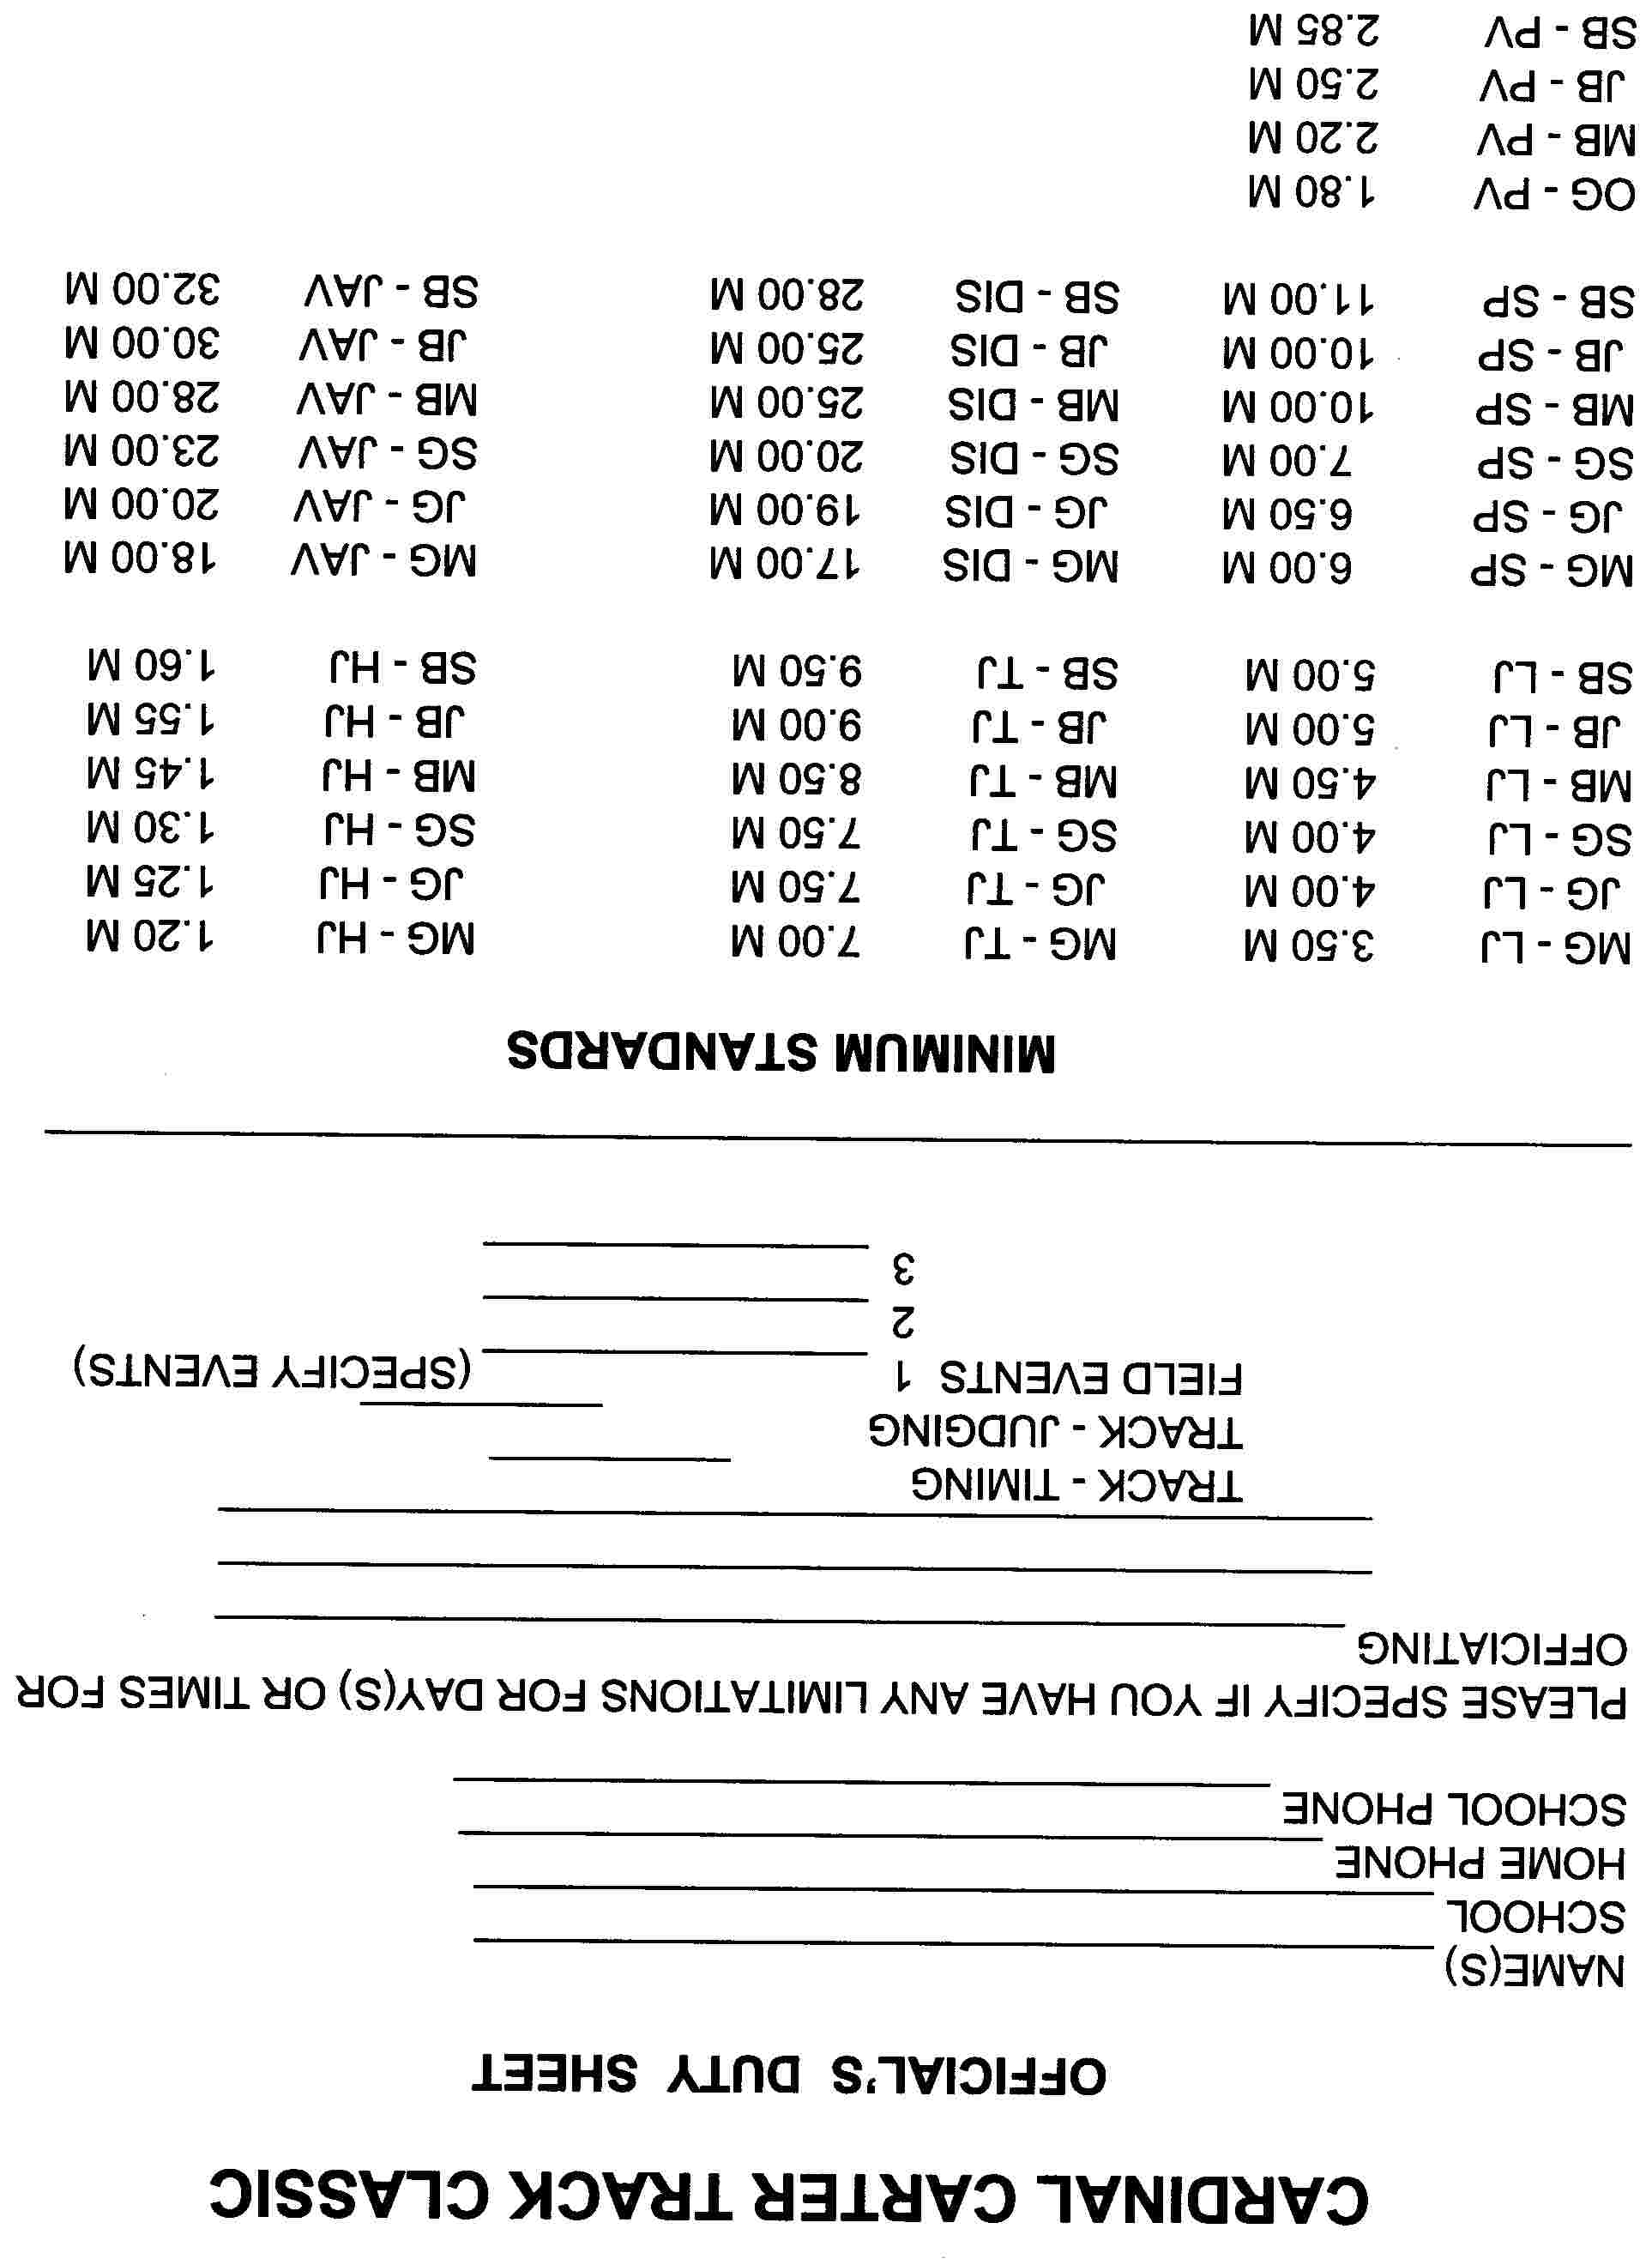 CARDINAL CARTER TRACK CLASSIC
OFFICIAL'S DUTY SHEET
NAME(S)
SCHOOL
HOME PHONE
SCHOOL PHONE
PLEASE SPECIFY IF YOU HAVE ANY LIMITATIONS FOR DAY(S) OR TIMES FOR
OFFICIATING
TRACK - TIMING
TRACK - JUDGING
FIELD EVENTS 1 (SPECIFY EVENTS)
2
3
MINIMUM STANDARDS
MG - LJ 3.50 M MG - TJ 7.00 M MG - HJ 1.20 M
JG - LJ 4.00 M JG - TJ 7.50 M JG - HJ 1.25 M
SG - LJ 4.00 M SG - TJ 7.50 M SG - HJ 1.30 M
MB - LJ 4.50 M MB - TJ 8.50 M MB - HJ 1.45 M
JB - LJ 5.00 M JB - TJ 9.00 M JB - HJ 1.55 M
SB - LJ 5.00 M SB - TJ 9.50 M SB - HJ 1.60 M
MG - SP 6.00 M MG - DIS 17.00 M MG - JAV 18.00 M
JG - SP 6.50 M JG - DIS 19.00 M JG - JAV 20.00 M
SG - SP 7.00 M SG - DIS 20.00 M SG - JAV 23.00 M
MB - SP 10.00 M MB - DIS 25.00 M MB - JAV 28.00 M
JB - SP 10.00 M JB - DIS 25.00 M JB - JAV 30.00 M
SB - SP 11.00 M SB - DIS 28.00 M SB - JAV 32.00 M
OG - PV 1.80 M
MB - PV 2.20 M
JB - PV 2.50 M
SB - PV 2.85 M